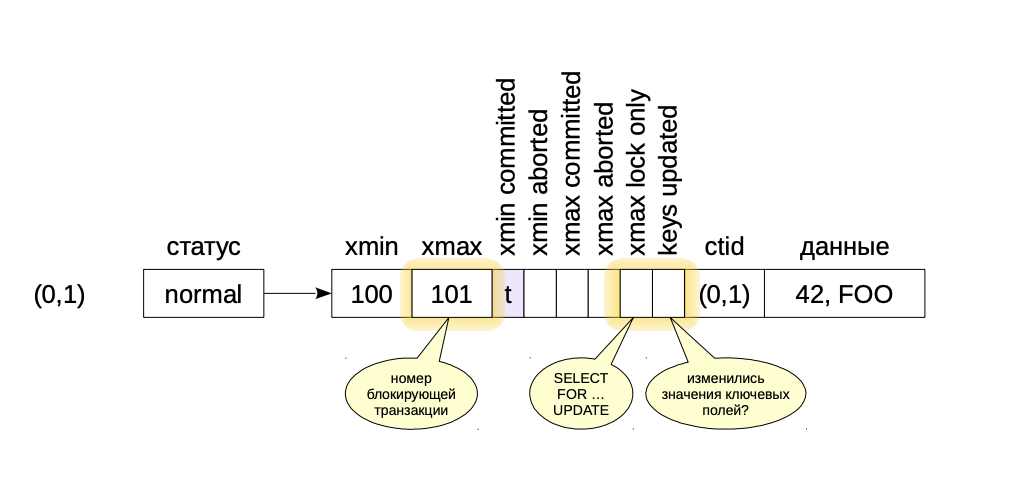 xmin committed
xmin aborted
xmax committed
xmax aborted
xmax lock only
keys updated
статус
xmin
xmax
ctid
данные
(0,1)
normal
100
101
t
(0,1)
42, FOO
номер
блокирующей
транзакции
SELECT
FOR ...
UPDATE
изменились
значения ключевых
полей?